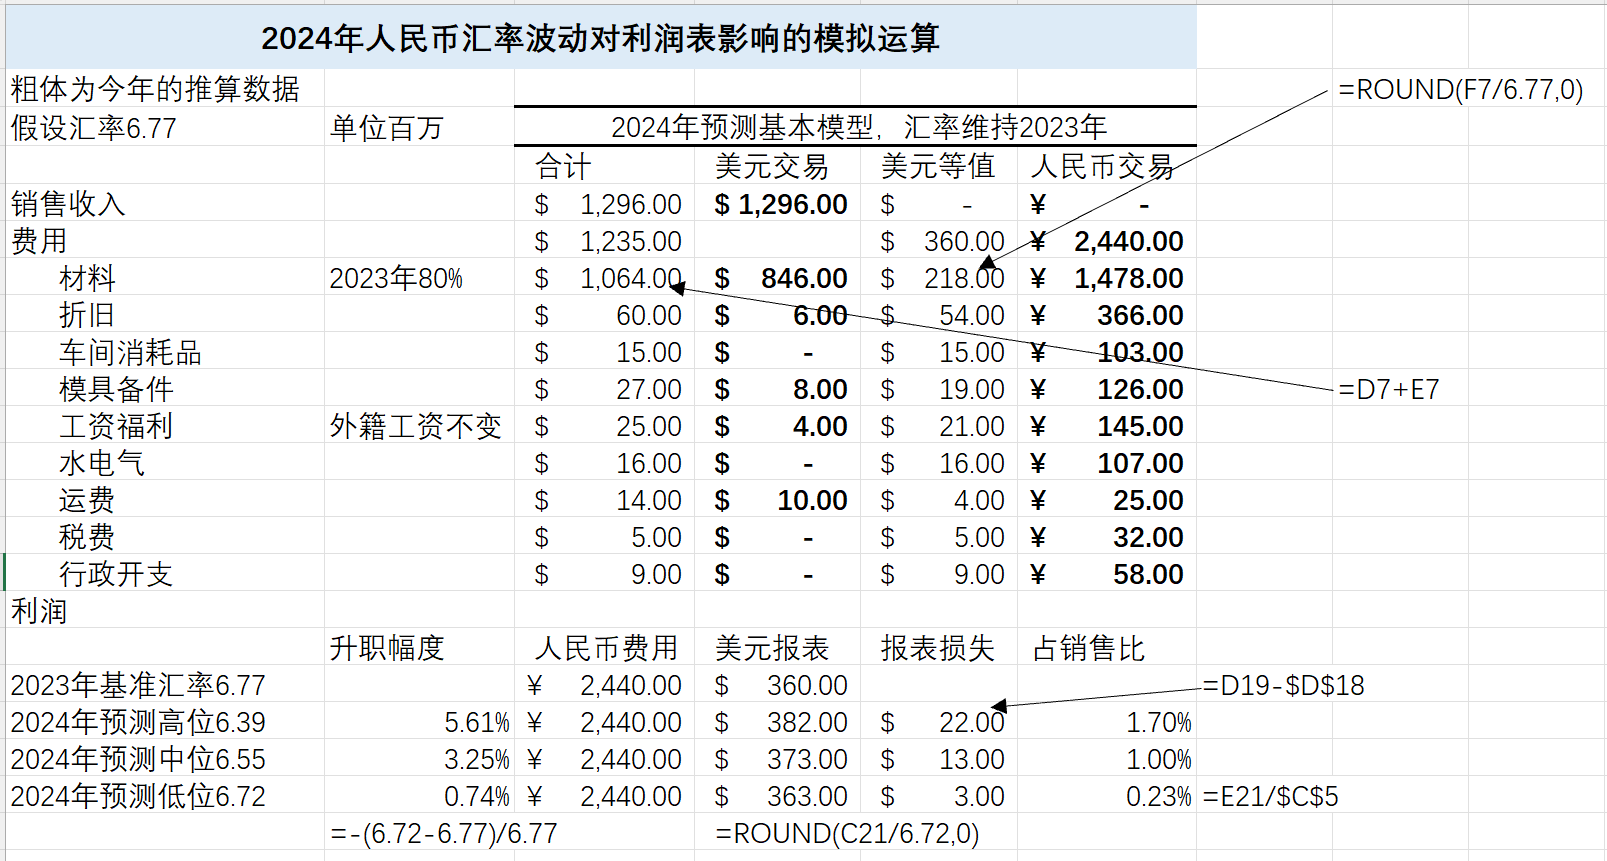 2024年人民币汇率波动对利润表影响的模拟运算
粗体为今年的推算数据 =ROUND(F7/6.77,0)
假设汇率6.77 单位百万 2024年预测基本模型，汇率维持2023年
合计 美元交易 美元等值 人民币交易
销售收入 $ 1,296.00 $ 1,296.00 $ - ¥ -
费用 $ 1,235.00 $ 360.00 ¥ 2,440.00
材料 2023年80% $ 1,064.00 $ 846.00 $ 218.00 ¥ 1,478.00
折旧 $ 60.00 $ 6.00 $ 54.00 ¥ 366.00
车间消耗品 $ 15.00 $ - $ 15.00 ¥ 103.00
模具备件 $ 27.00 $ 8.00 $ 19.00 ¥ 126.00 =D7+E7
工资福利 外籍工资不变 $ 25.00 $ 4.00 $ 21.00 ¥ 145.00
水电气 $ 16.00 $ - $ 16.00 ¥ 107.00
运费 $ 14.00 $ 10.00 $ 4.00 ¥ 25.00
税费 $ 5.00 $ - $ 5.00 ¥ 32.00
行政开支 $ 9.00 $ - $ 9.00 ¥ 58.00
利润
升职幅度 人民币费用 美元报表 报表损失 占销售比
2023年基准汇率6.77 ¥ 2,440.00 $ 360.00 =D19-$D$18
2024年预测高位6.39 5.61% ¥ 2,440.00 $ 382.00 $ 22.00 1.70%
2024年预测中位6.55 3.25% ¥ 2,440.00 $ 373.00 $ 13.00 1.00%
2024年预测低位6.72 0.74% ¥ 2,440.00 $ 363.00 $ 3.00 0.23% =E21/$C$5
=-(6.72-6.77)/6.77 =ROUND(C21/6.72,0)